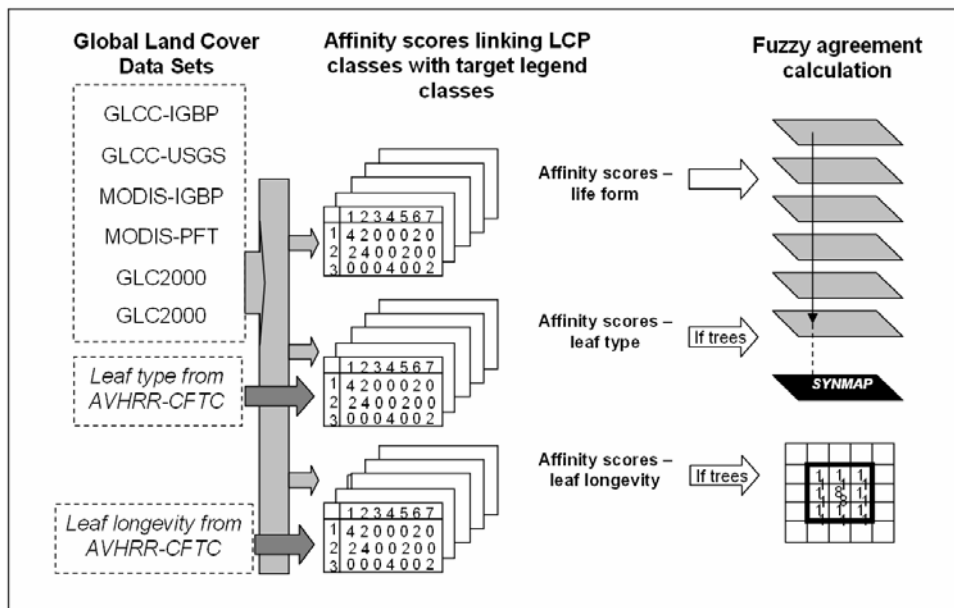 Global Land Cover
Data Sets
GLCC-IGBP
GLCC-USGS
MODIS-IGBP
MODIS-PFT
GLC2000
GLC2000
Leaf type from
AVHRR-CFTC
Leaf longevity from
AVHRR-CFTC
Affinity scores linking LCP
classes with target legend
classes
1 2 3 4 5 6 7
1 4 2 0 0 0 2 0
2 2 4 0 0 2 0 0
3 0 0 0 4 0 0 2
1 2 3 4 5 6 7
1 4 2 0 0 0 2 0
2 2 4 0 0 2 0 0
3 0 0 0 4 0 0 2
1 2 3 4 5 6 7
1 4 2 0 0 0 2 0
2 2 4 0 0 2 0 0
3 0 0 0 4 0 0 2
Affinity scores –
life form
Affinity scores –
leaf type
If trees
Affinity scores –
leaf longevity
If trees
Fuzzy agreement
calculation
SYNMAP